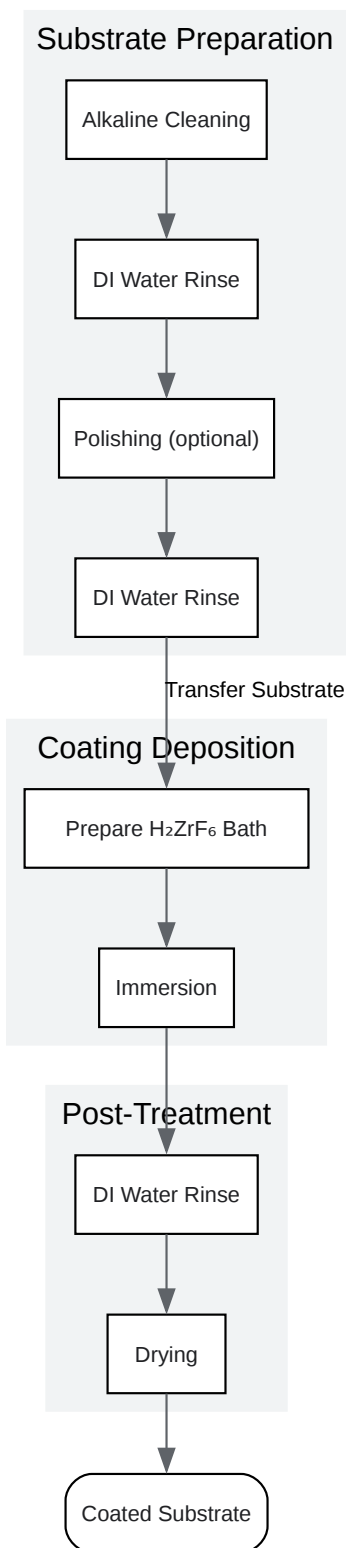 Substrate Preparation
Alkaline Cleaning
DI Water Rinse
Polishing (optional)
DI Water Rinse
Transfer Substrate
Coating Deposition
Prepare H₂ZrF₆ Bath
Immersion
Post-Treatment
DI Water Rinse
Drying
Coated Substrate